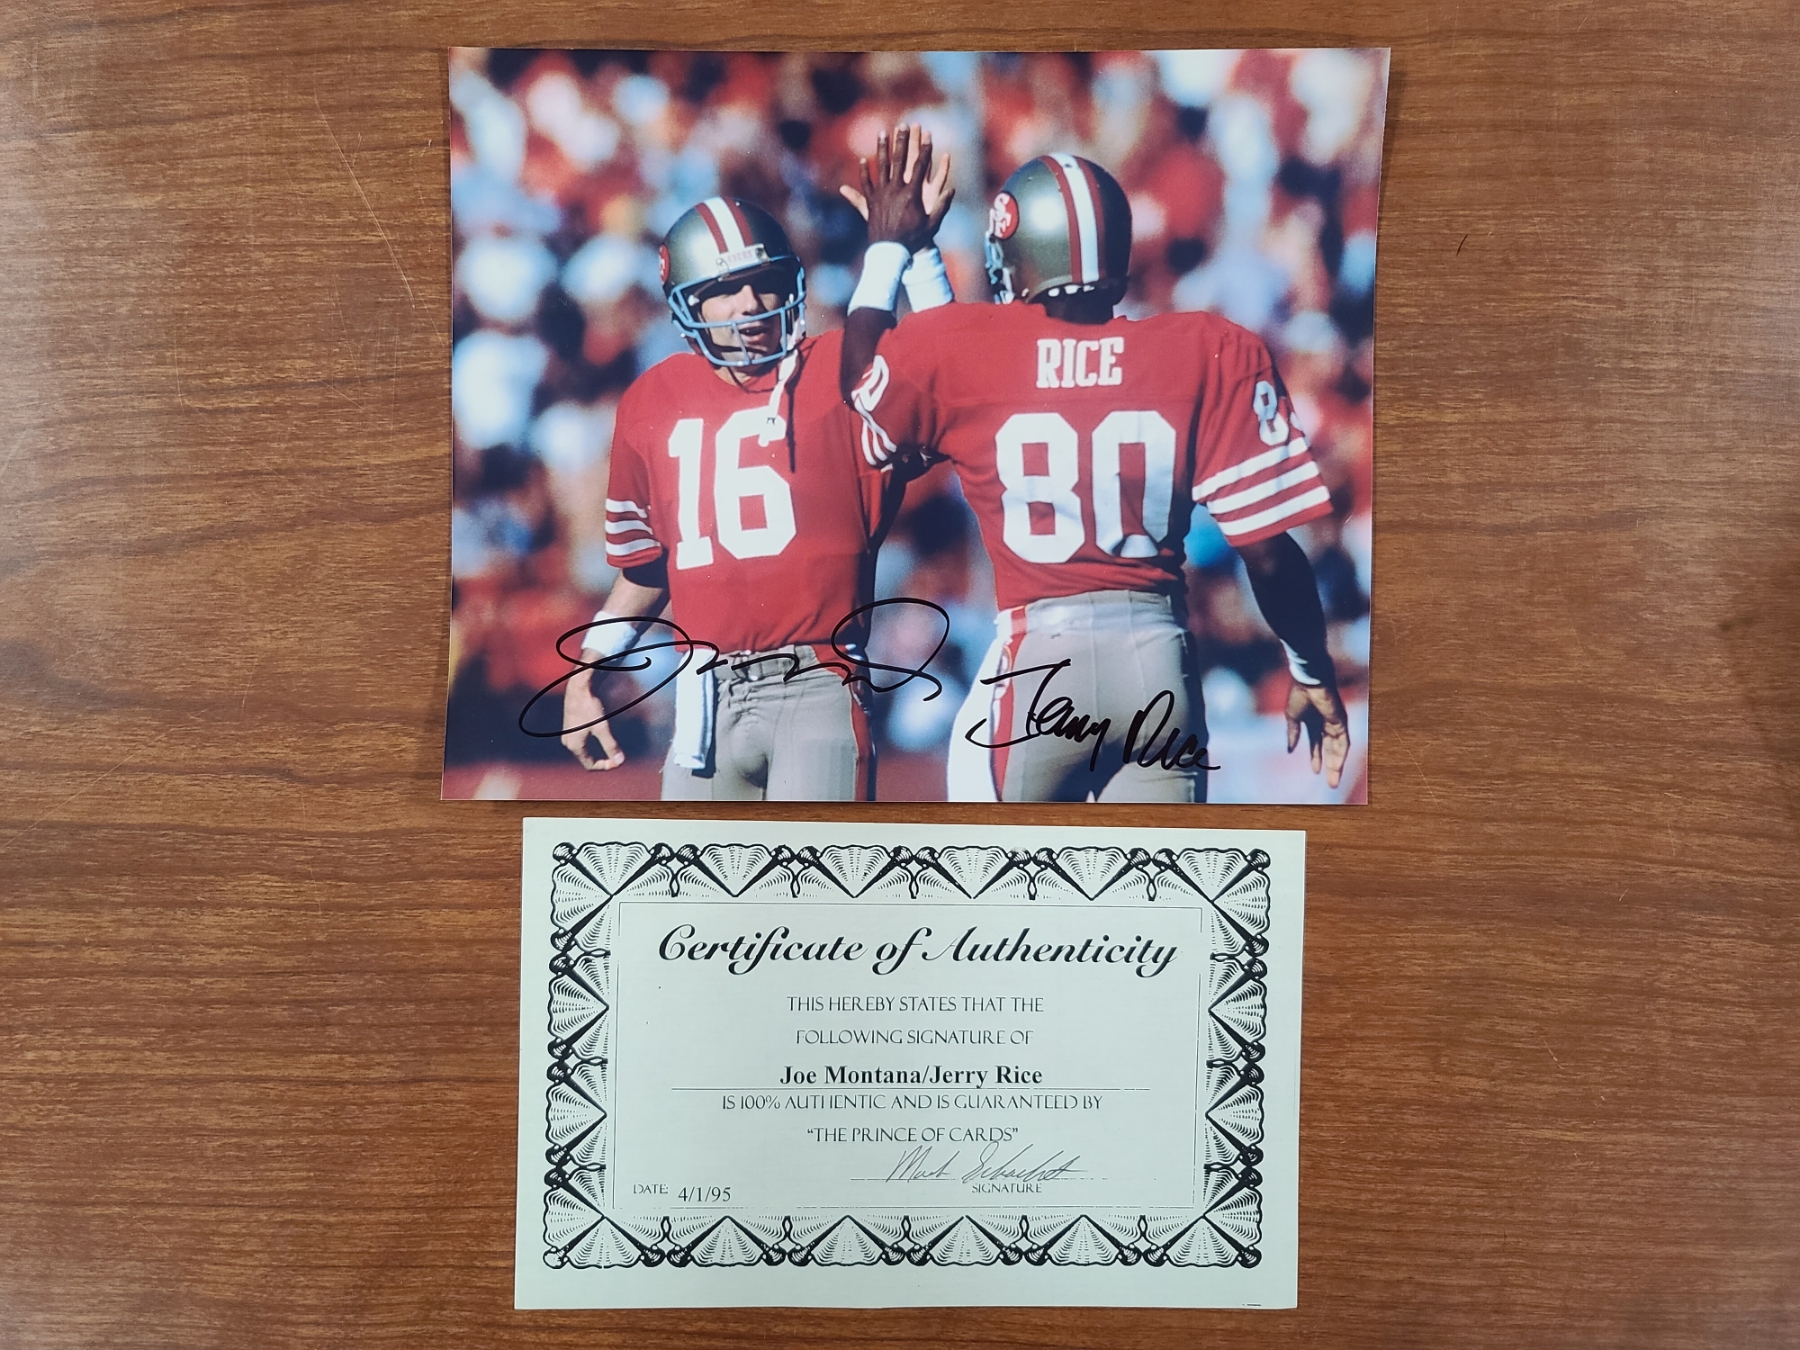 RICE
16
80
80
Jerry Rice
Certificate of Authenticity
THIS HEREBY STATES THAT THE
FOLLOWING SIGNATURE OF
Joe Montana/Jerry Rice
IS 100% AUTHENTIC AND IS GUARANTEED BY
"THE PRINCE OF CARDS"
DATE: 4/1/95
SIGNATURE